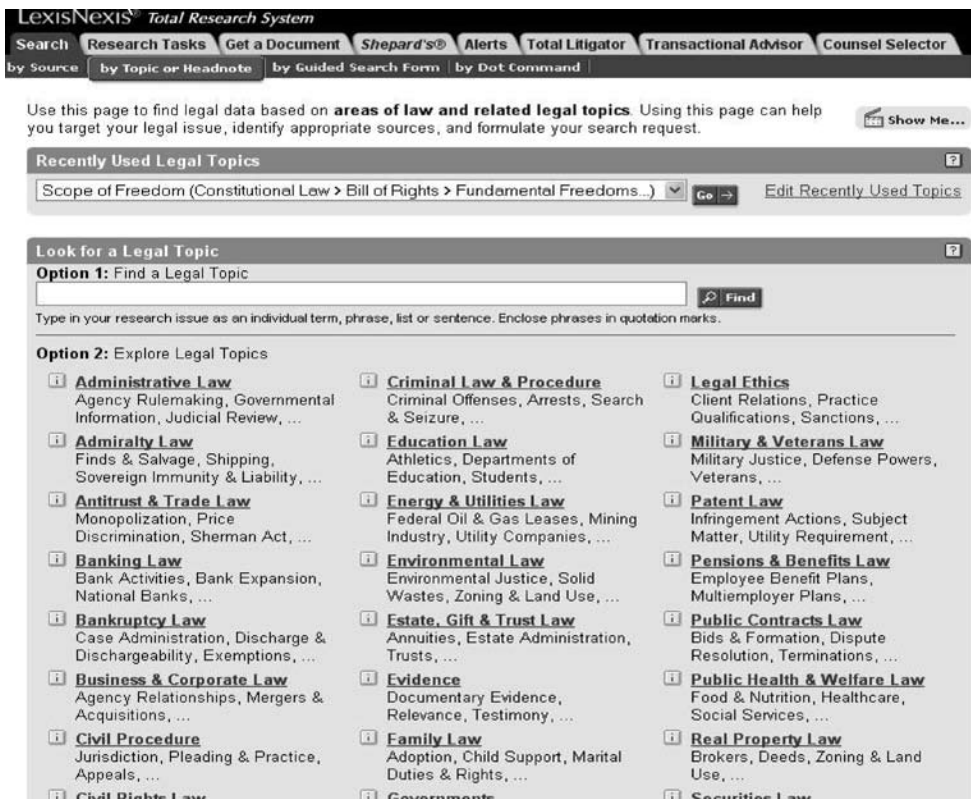 LexisNexis® Total Research System
Search Research Tasks Get a Document Shepard's® Alerts Total Litigator Transactional Advisor Counsel Selector
by Source by Topic or Headnote by Guided Search Form by Dot Command
Use this page to find legal data based on areas of law and related legal topics. Using this page can help
you target your legal issue, identify appropriate sources, and formulate your search request.
Show Me...
Recently Used Legal Topics ?
Scope of Freedom (Constitutional Law > Bill of Rights > Fundamental Freedoms...) Go → Edit Recently Used Topics
Look for a Legal Topic ?
Option 1: Find a Legal Topic
Find
Type in your research issue as an individual term, phrase, list or sentence. Enclose phrases in quotation marks.
Option 2: Explore Legal Topics
i Administrative Law
Agency Rulemaking, Governmental
Information, Judicial Review, ...
i Admiralty Law
Finds & Salvage, Shipping,
Sovereign Immunity & Liability, ...
i Antitrust & Trade Law
Monopolization, Price
Discrimination, Sherman Act, ...
i Banking Law
Bank Activities, Bank Expansion,
National Banks, ...
i Bankruptcy Law
Case Administration, Discharge &
Dischargeability, Exemptions, ...
i Business & Corporate Law
Agency Relationships, Mergers &
Acquisitions, ...
i Civil Procedure
Jurisdiction, Pleading & Practice,
Appeals, ...
i Civil Rights Law
i Criminal Law & Procedure
Criminal Offenses, Arrests, Search
& Seizure, ...
i Education Law
Athletics, Departments of
Education, Students, ...
i Energy & Utilities Law
Federal Oil & Gas Leases, Mining
Industry, Utility Companies, ...
i Environmental Law
Environmental Justice, Solid
Wastes, Zoning & Land Use, ...
i Estate, Gift & Trust Law
Annuities, Estate Administration,
Trusts, ...
i Evidence
Documentary Evidence,
Relevance, Testimony, ...
i Family Law
Adoption, Child Support, Marital
Duties & Rights, ...
i Governments
i Legal Ethics
Client Relations, Practice
Qualifications, Sanctions, ...
i Military & Veterans Law
Military Justice, Defense Powers,
Veterans, ...
i Patent Law
Infringement Actions, Subject
Matter, Utility Requirement, ...
i Pensions & Benefits Law
Employee Benefit Plans,
Multiemployer Plans, ...
i Public Contracts Law
Bids & Formation, Dispute
Resolution, Terminations, ...
i Public Health & Welfare Law
Food & Nutrition, Healthcare,
Social Services, ...
i Real Property Law
Brokers, Deeds, Zoning & Land
Use, ...
i Securities Law